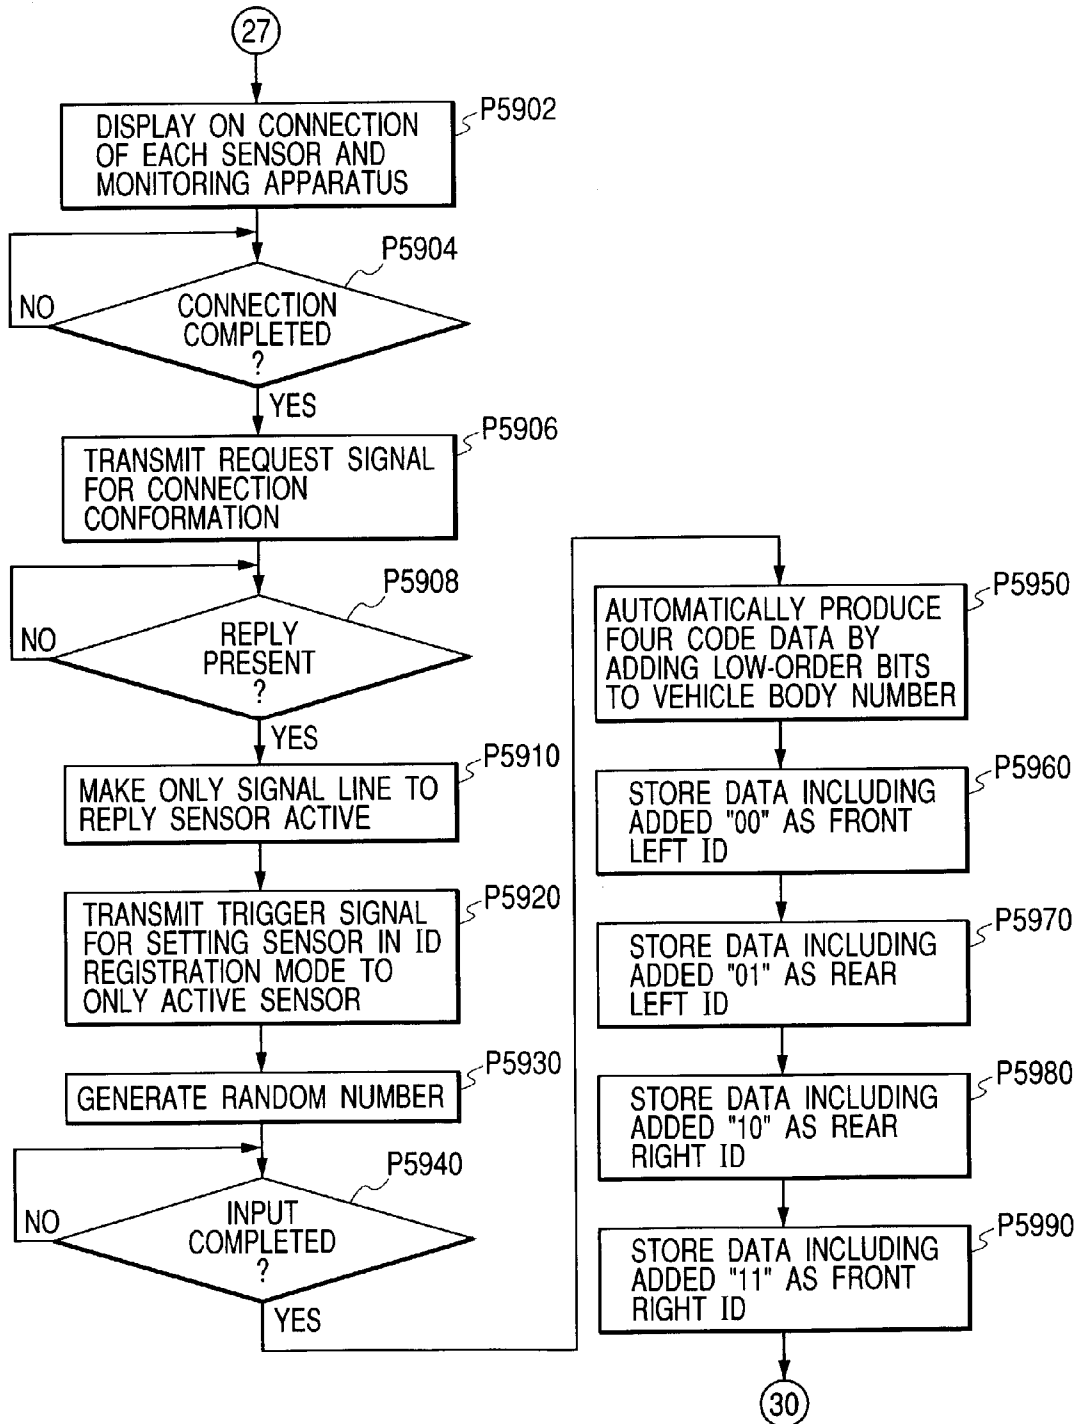 27
P5902
DISPLAY ON CONNECTION
OF EACH SENSOR AND
MONITORING APPARATUS
P5904
CONNECTION
COMPLETED
?
NO
YES
P5906
TRANSMIT REQUEST SIGNAL
FOR CONNECTION
CONFORMATION
P5908
REPLY
PRESENT
?
NO
YES
P5910
MAKE ONLY SIGNAL LINE TO
REPLY SENSOR ACTIVE
P5920
TRANSMIT TRIGGER SIGNAL
FOR SETTING SENSOR IN ID
REGISTRATION MODE TO
ONLY ACTIVE SENSOR
P5930
GENERATE RANDOM NUMBER
P5940
INPUT
COMPLETED
?
NO
YES
P5950
AUTOMATICALLY PRODUCE
FOUR CODE DATA BY
ADDING LOW-ORDER BITS
TO VEHICLE BODY NUMBER
P5960
STORE DATA INCLUDING
ADDED "00" AS FRONT
LEFT ID
P5970
STORE DATA INCLUDING
ADDED "01" AS REAR
LEFT ID
P5980
STORE DATA INCLUDING
ADDED "10" AS REAR
RIGHT ID
P5990
STORE DATA INCLUDING
ADDED "11" AS FRONT
RIGHT ID
30